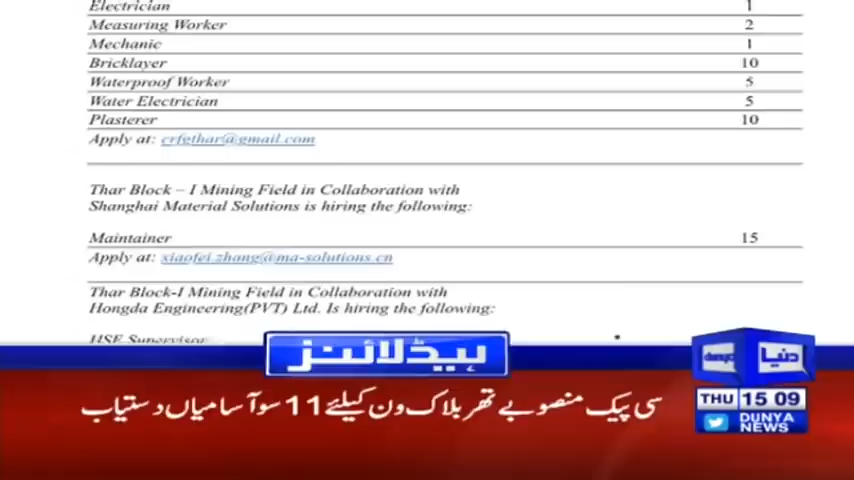 Electrician 1
Measuring Worker 2
Mechanic 1
Bricklayer 10
Waterproof Worker 5
Water Electrician 5
Plasterer 10
Apply at: crfgthar@gmail.com
Thar Block – I Mining Field in Collaboration with
Shanghai Material Solutions is hiring the following:
Maintainer 15
Apply at: xiaofei.zhang@ma-solutions.cn
Thar Block-I Mining Field in Collaboration with
Hongda Engineering(PVT) Ltd. Is hiring the following:
HSE Supervisor
ہیڈلائنز
dunya دنیا
THU 15 09
DUNYA
NEWS
سی پیک منصوبے تھر بلاک ون کیلئے 11 سو آسامیاں دستیاب